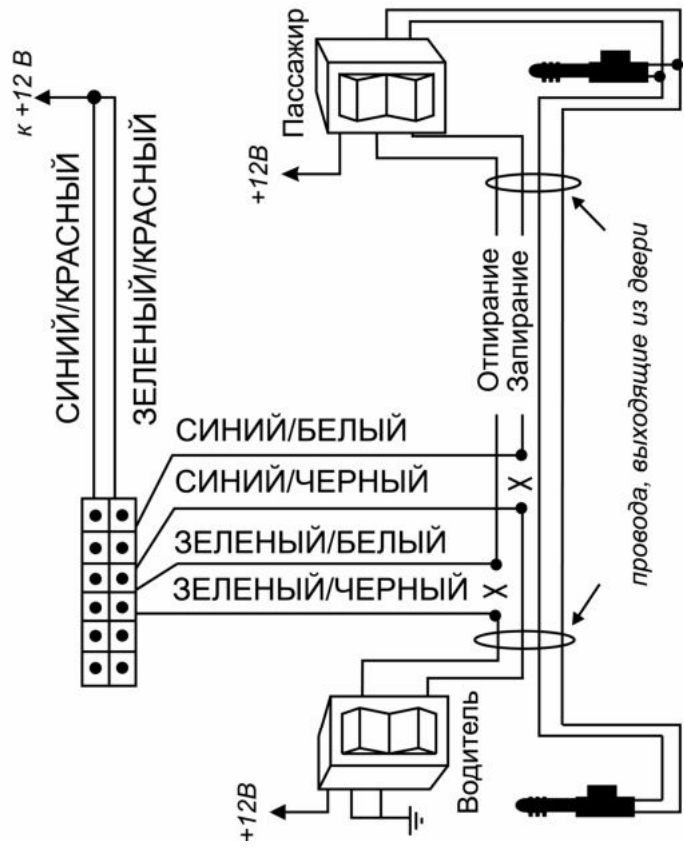 к +12 В
СИНИЙ/КРАСНЫЙ
ЗЕЛЕНЫЙ/КРАСНЫЙ
Пассажир
+12В
СИНИЙ/БЕЛЫЙ
СИНИЙ/ЧЕРНЫЙ
ЗЕЛЕНЫЙ/БЕЛЫЙ
ЗЕЛЕНЫЙ/ЧЕРНЫЙ
Отпирание
Запирание
X
X
провода, выходящие из двери
Водитель
+12В